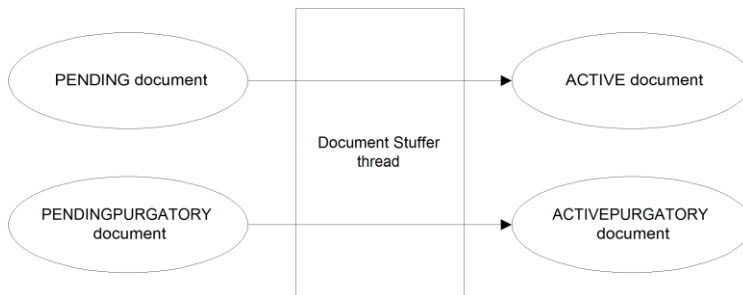 PENDING document
ACTIVE document
Document Stuffer
thread
PENDINGPURGATORY
document
ACTIVEPURGATORY
document